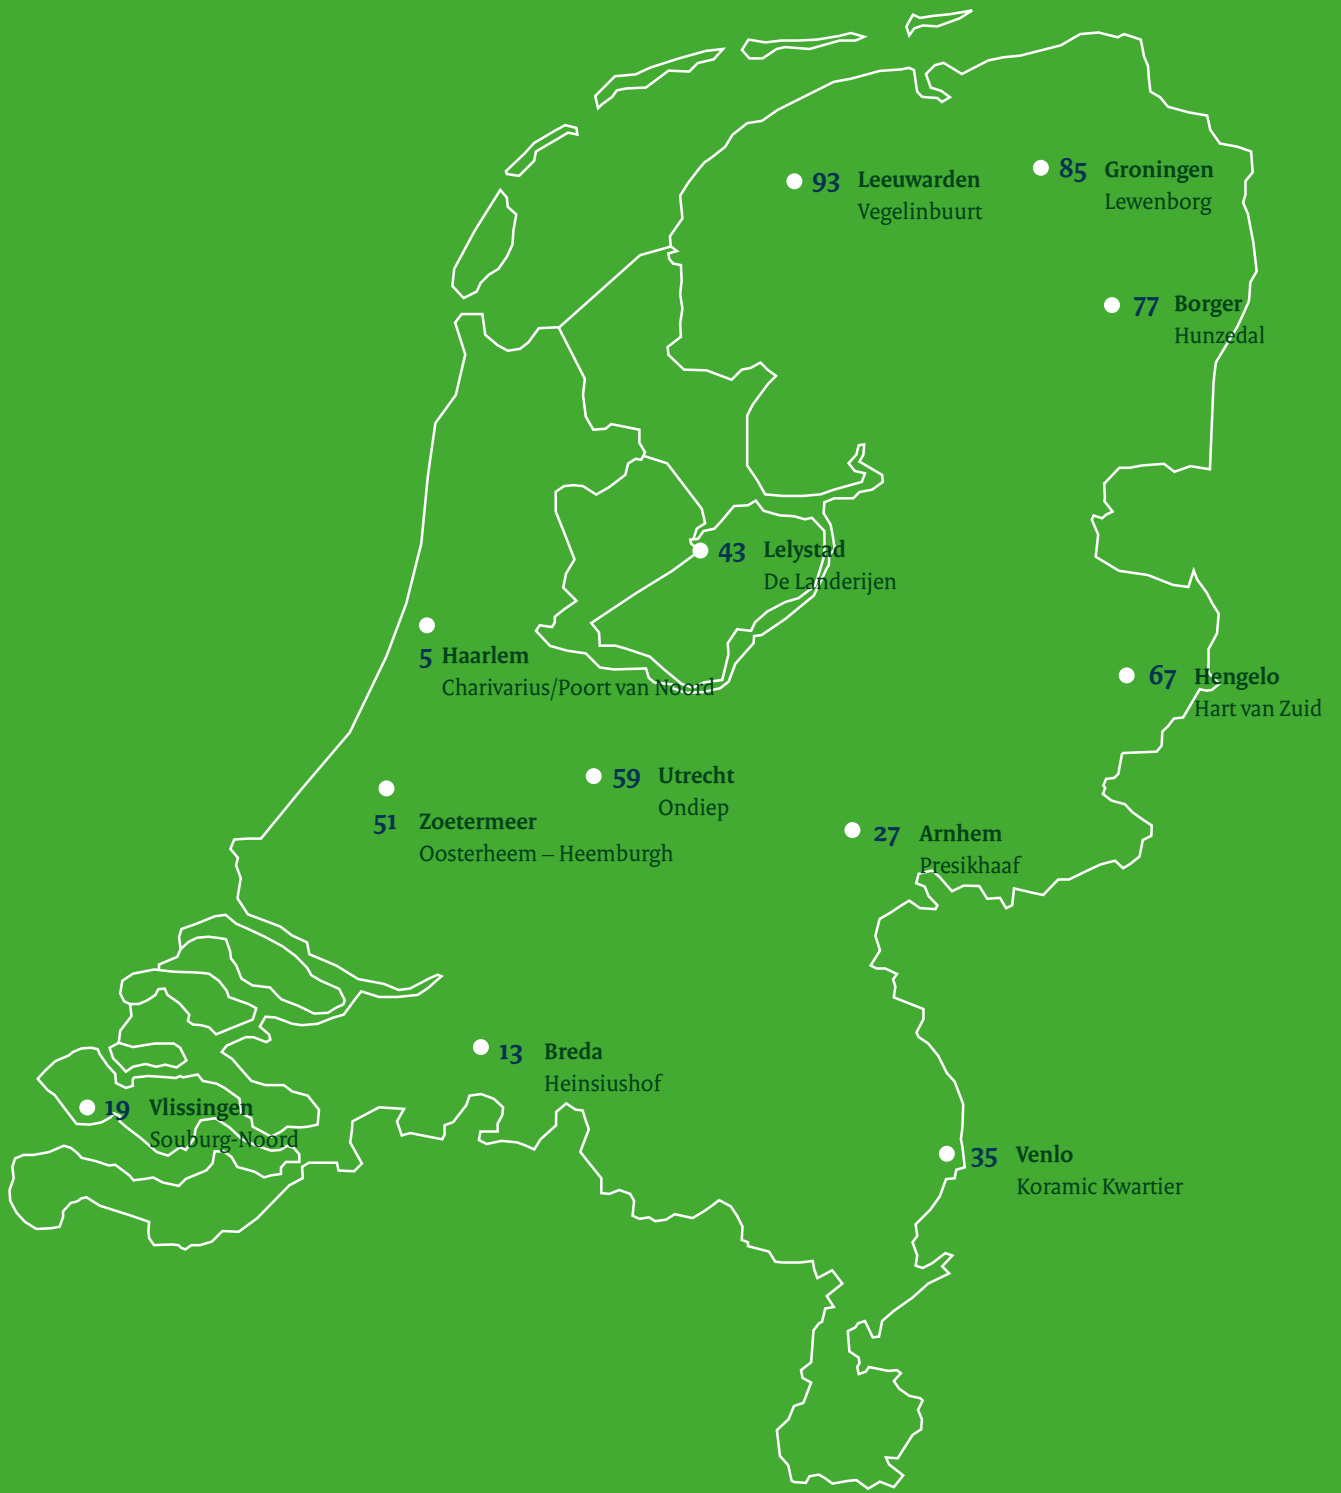 93 Leeuwarden
Vegelinbuurt
85 Groningen
Lewenborg
77 Borger
Hunzedal
43 Lelystad
De Landerijen
5 Haarlem
Charivarius/Poort van Noord
67 Hengelo
Hart van Zuid
59 Utrecht
Ondiep
51 Zoetermeer
Oosterheem – Heemburgh
27 Arnhem
Presikhaaf
13 Breda
Heinsiushof
19 Vlissingen
Souburg-Noord
35 Venlo
Koramic Kwartier